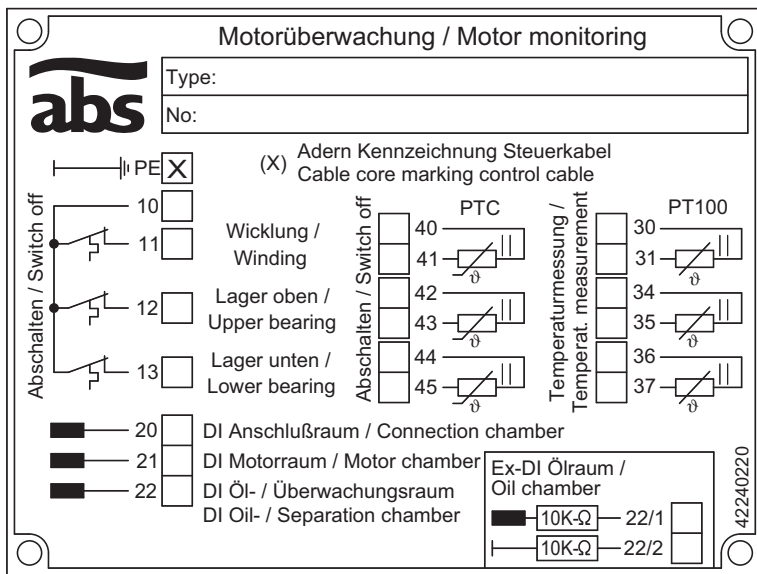 Motorüberwachung / Motor monitoring
abs
Type:
No:
PE X
(X) Adern Kennzeichnung Steuerkabel
Cable core marking control cable
Abschalten / Switch off
10
11
Wicklung /
Winding
12
Lager oben /
Upper bearing
13
Lager unten /
Lower bearing
Abschalten / Switch off
PTC
40
41
ϑ
42
43
ϑ
44
45
ϑ
Temperaturmessung /
Temperat. measurement
PT100
30
31
ϑ
34
35
ϑ
36
37
ϑ
20 DI Anschlußraum / Connection chamber
21 DI Motorraum / Motor chamber
22 DI Öl- / Überwachungsraum
DI Oil- / Separation chamber
Ex-DI Ölraum /
Oil chamber
10K-Ω 22/1
10K-Ω 22/2
42240220